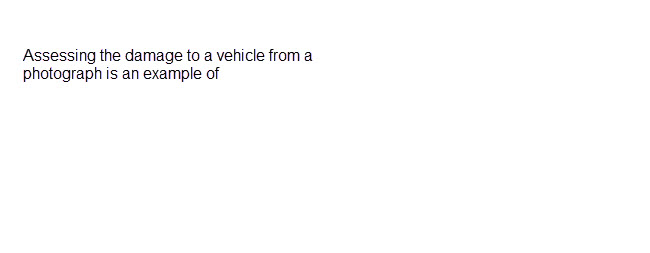 Assessing the damage to a vehicle from a
photograph is an example of